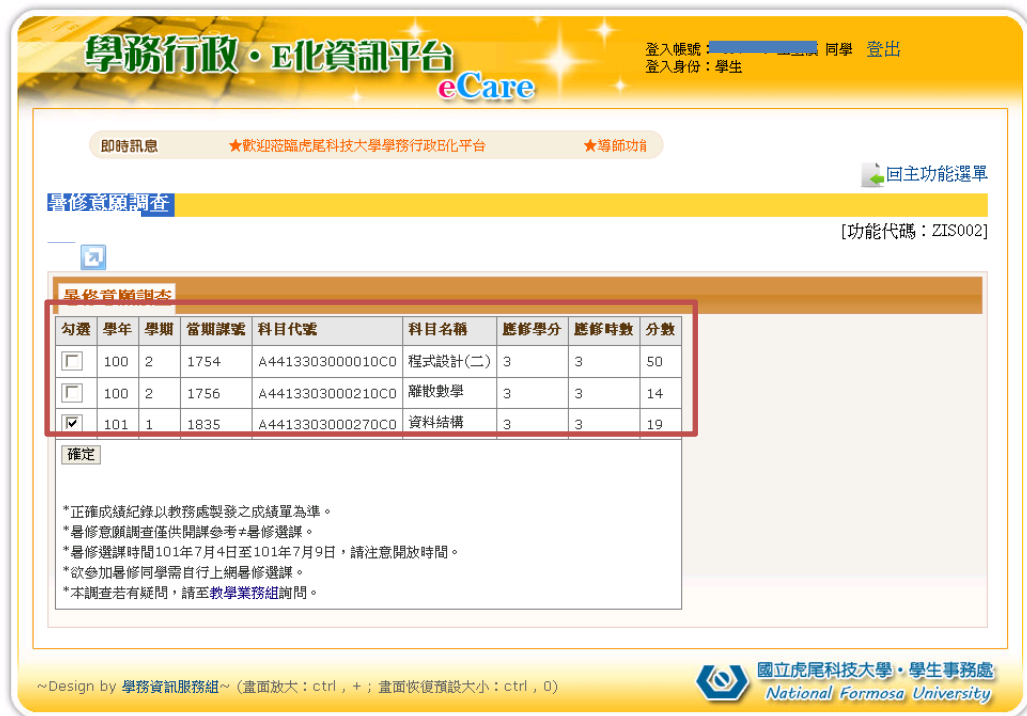 學務行政・E化資訊平台
eCare
登入帳號： 同學 登出
登入身份：學生
即時訊息 ★歡迎蒞臨虎尾科技大學學務行政E化平台 ★導師功
回主功能選單
暑修意願調查
[功能代碼：ZIS002]
暑修意願調查
勾選 學年 學期 當期課號 科目代號 科目名稱 應修學分 應修時數 分數
100 2 1754 A4413303000010C0 程式設計(二) 3 3 50
100 2 1756 A4413303000210C0 離散數學 3 3 14
101 1 1835 A4413303000270C0 資料結構 3 3 19
確定
*正確成績紀錄以教務處製發之成績單為準。
*暑修意願調查僅供開課參考≠暑修選課。
*暑修選課時間101年7月4日至101年7月9日，請注意開放時間。
*欲參加暑修同學需自行上網暑修選課。
*本調查若有疑問，請至教學業務組詢問。
~Design by 學務資訊服務組~ (畫面放大：ctrl , + ; 畫面恢復預設大小：ctrl , 0)
國立虎尾科技大學・學生事務處
National Formosa University